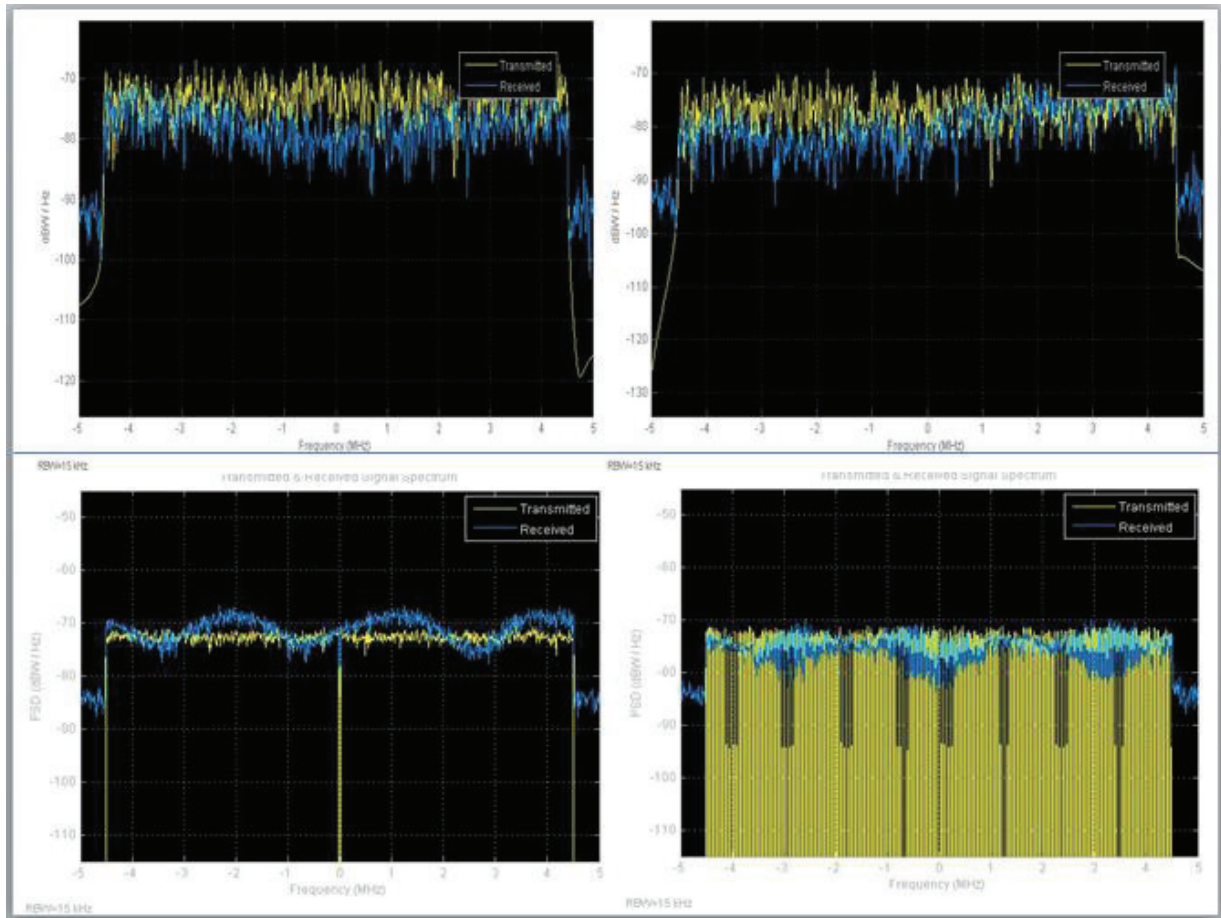 Transmitted
Received
-70
-80
-90
-100
-110
-120
dBW / Hz
-5 -4 -3 -2 -1 0 1 2 3 4 5
Frequency (MHz)
RBW=15 kHz
Transmitted
Received
-70
-80
-90
-100
-110
-120
-130
dBW / Hz
-5 -4 -3 -2 -1 0 1 2 3 4 5
Frequency (MHz)
RBW=15 kHz
Transmitted & Received Signal Spectrum
Transmitted
Received
-50
-60
-70
-80
-90
-100
-110
PSD (dBW / Hz)
-5 -4 -3 -2 -1 0 1 2 3 4 5
Frequency (MHz)
RBW=15 kHz
Transmitted & Received Signal Spectrum
Transmitted
Received
-50
-60
-70
-80
-90
-100
-110
PSD (dBW / Hz)
-5 -4 -3 -2 -1 0 1 2 3 4 5
Frequency (MHz)
RBW=15 kHz